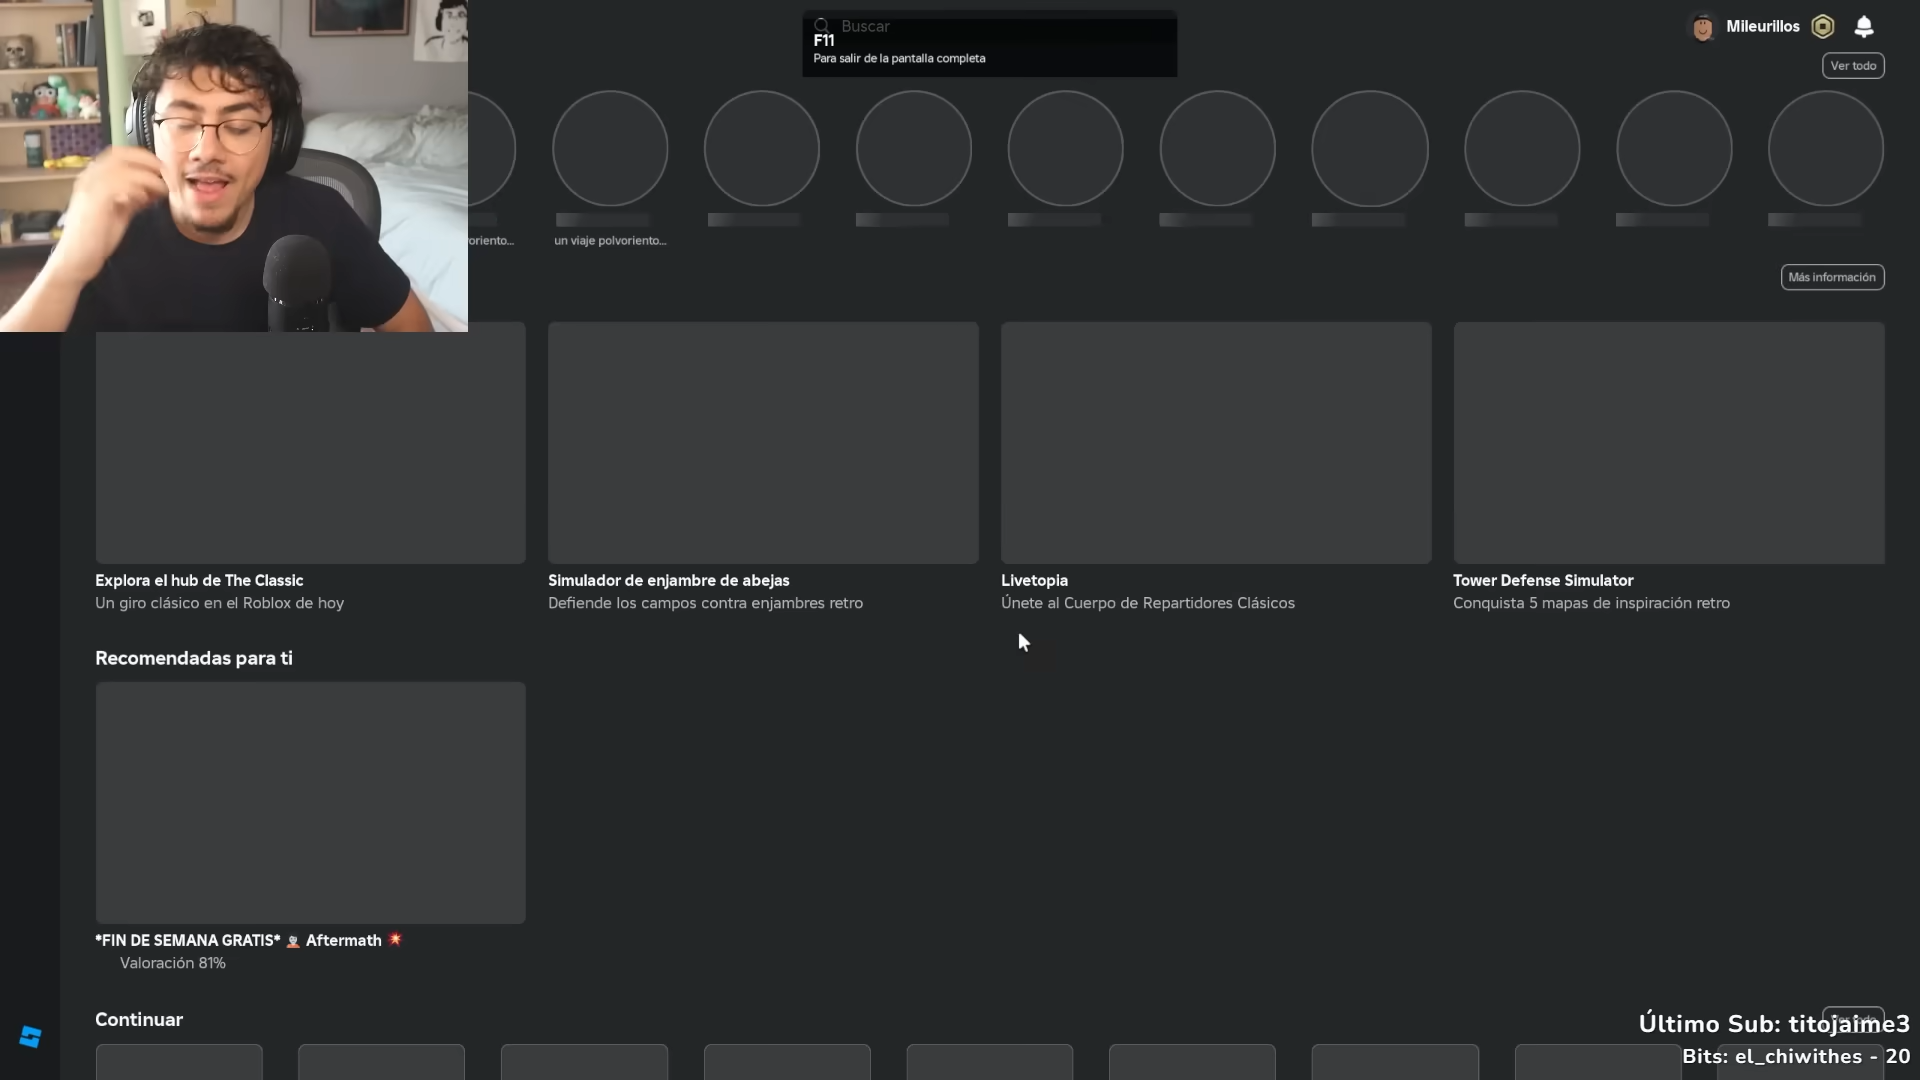 Buscar
F11
Para salir de la pantalla completa
Mileurillos
Ver todo
un viaje polvoriento...
Más información
Explora el hub de The Classic
Un giro clásico en el Roblox de hoy
Simulador de enjambre de abejas
Defiende los campos contra enjambres retro
Livetopia
Únete al Cuerpo de Repartidores Clásicos
Tower Defense Simulator
Conquista 5 mapas de inspiración retro
Recomendadas para ti
*FIN DE SEMANA GRATIS* 🤦🏻 Aftermath 💥
Valoración 81%
Continuar
Último Sub: titojaime3
Bits: el_chiwithes - 20